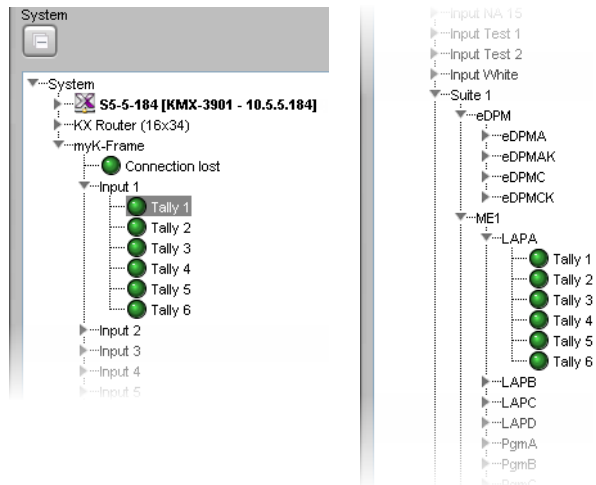 System
System
S5-5-184 [KMX-3901 - 10.5.5.184]
KX Router (16x34)
myK-Frame
Connection lost
Input 1
Tally 1
Tally 2
Tally 3
Tally 4
Tally 5
Tally 6
Input 2
Input 3
Input 4
Input 5
Input NA 15
Input Test 1
Input Test 2
Input White
Suite 1
eDPM
eDPMA
eDPMAK
eDPMC
eDPMCK
ME1
LAPA
Tally 1
Tally 2
Tally 3
Tally 4
Tally 5
Tally 6
LAPB
LAPC
LAPD
PgmA
PgmB
PgmC